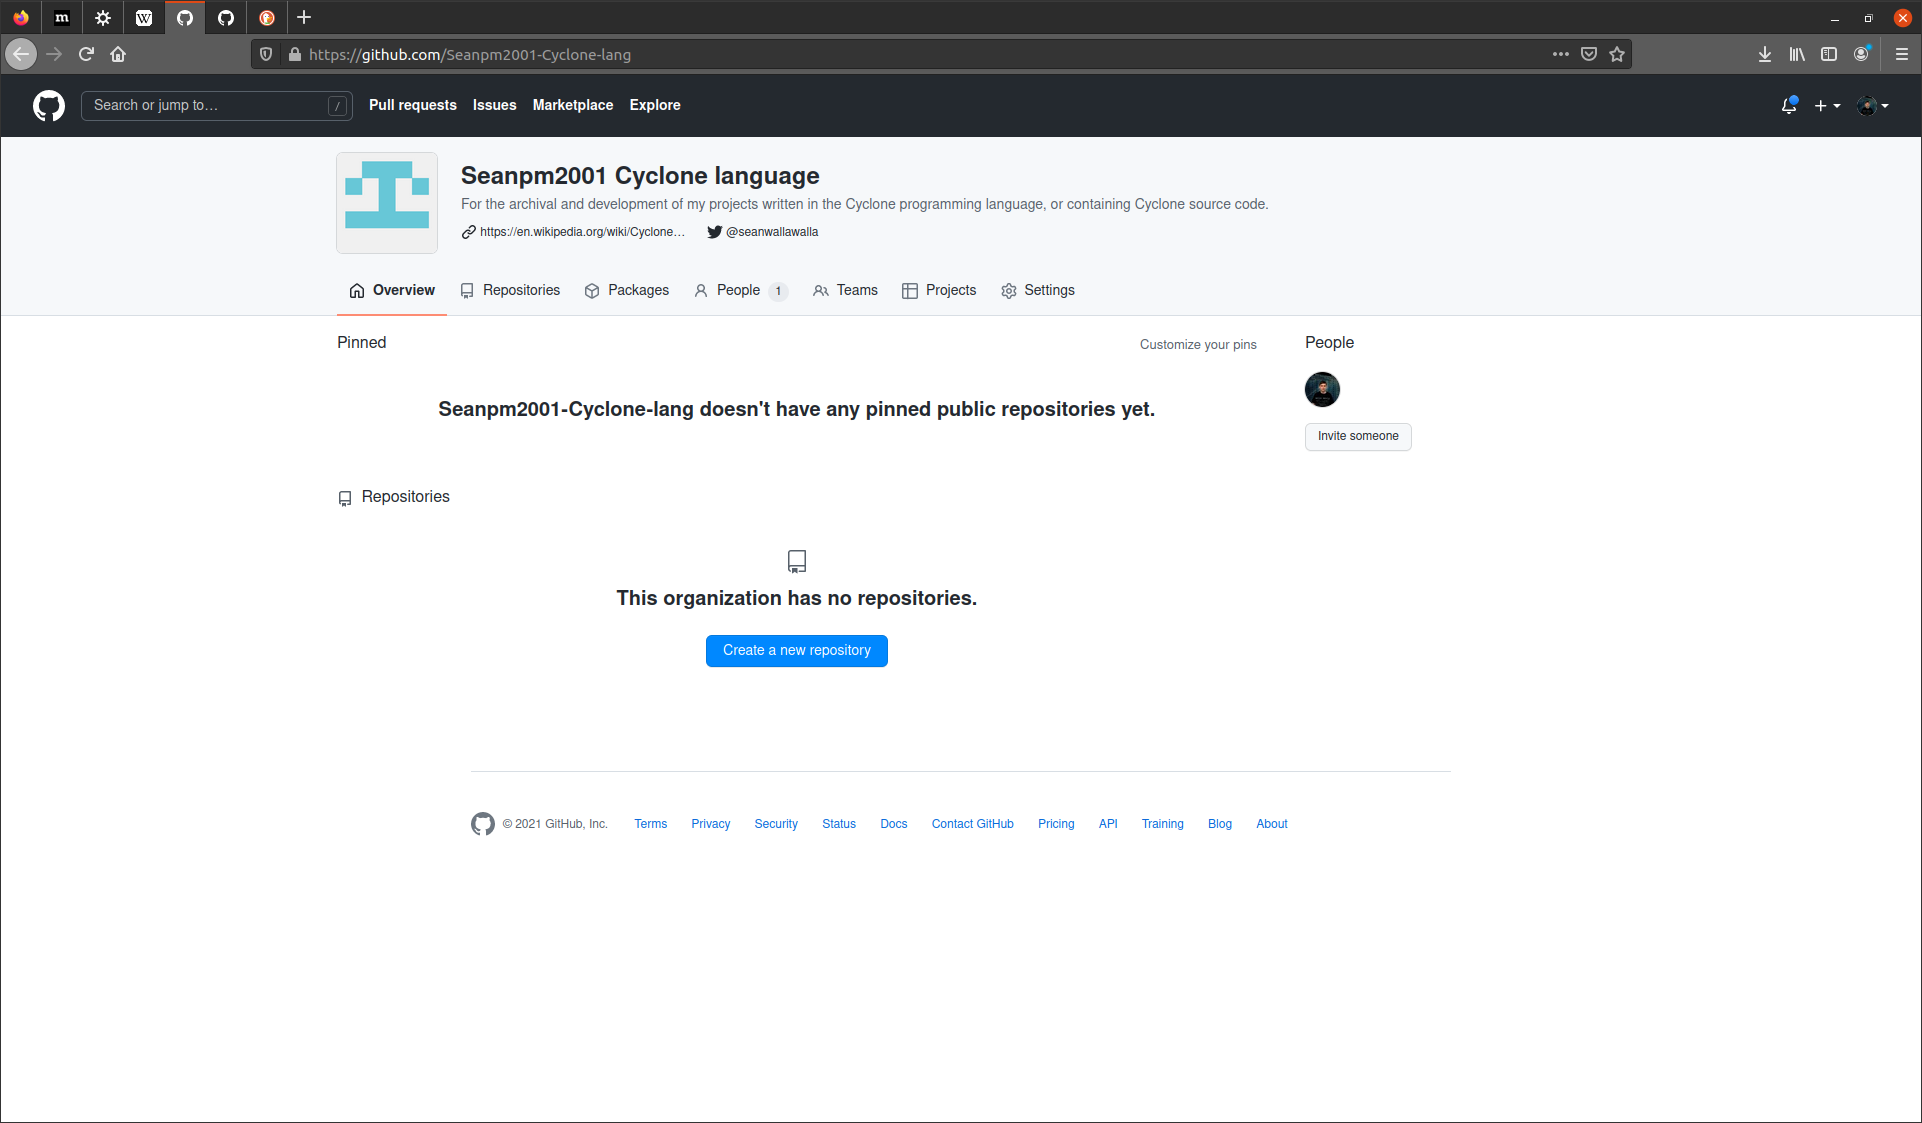 https://github.com/Seanpm2001-Cyclone-lang
Search or jump to… /
Pull requests Issues Marketplace Explore
Seanpm2001 Cyclone language
For the archival and development of my projects written in the Cyclone programming language, or containing Cyclone source code.
https://en.wikipedia.org/wiki/Cyclone… @seanwallawalla
Overview Repositories Packages People 1 Teams Projects Settings
Pinned
Customize your pins
People
Seanpm2001-Cyclone-lang doesn't have any pinned public repositories yet.
Invite someone
Repositories
This organization has no repositories.
Create a new repository
© 2021 GitHub, Inc. Terms Privacy Security Status Docs Contact GitHub Pricing API Training Blog About